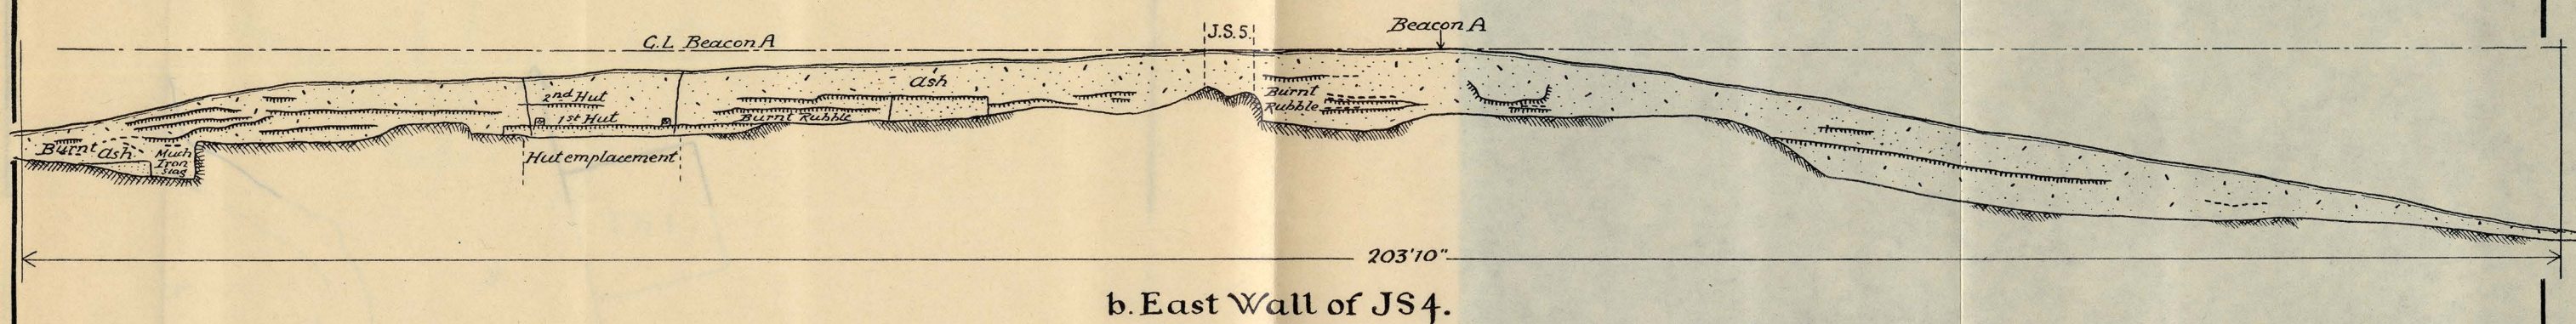 J.S.5.
Beacon A
G.L Beacon A
Ash
2nd Hut
1st Hut
Burnt Rubble
Burnt
Rubble
Burnt Ash
Much
Iron
slag
Hut emplacement
203'10"
b. East Wall of JS4.